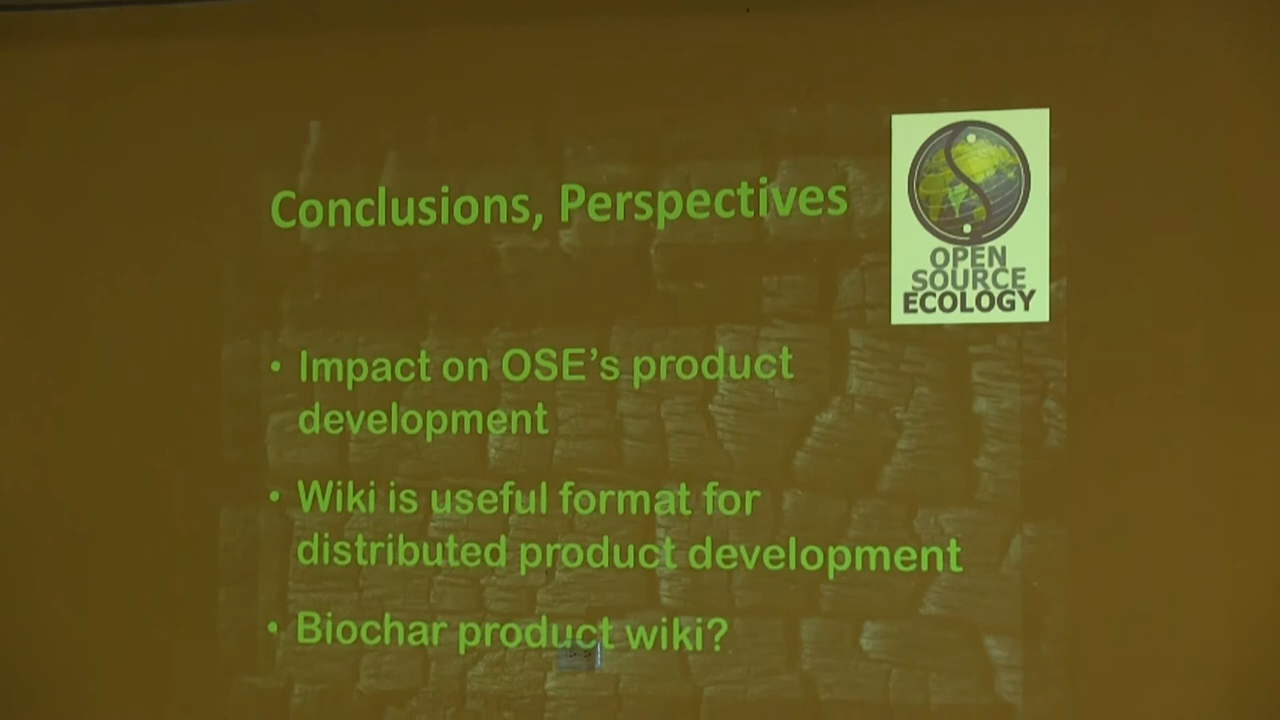 Conclusions, Perspectives
OPEN
SOURCE
ECOLOGY
• Impact on OSE's product
development
• Wiki is useful format for
distributed product development
• Biochar product wiki?